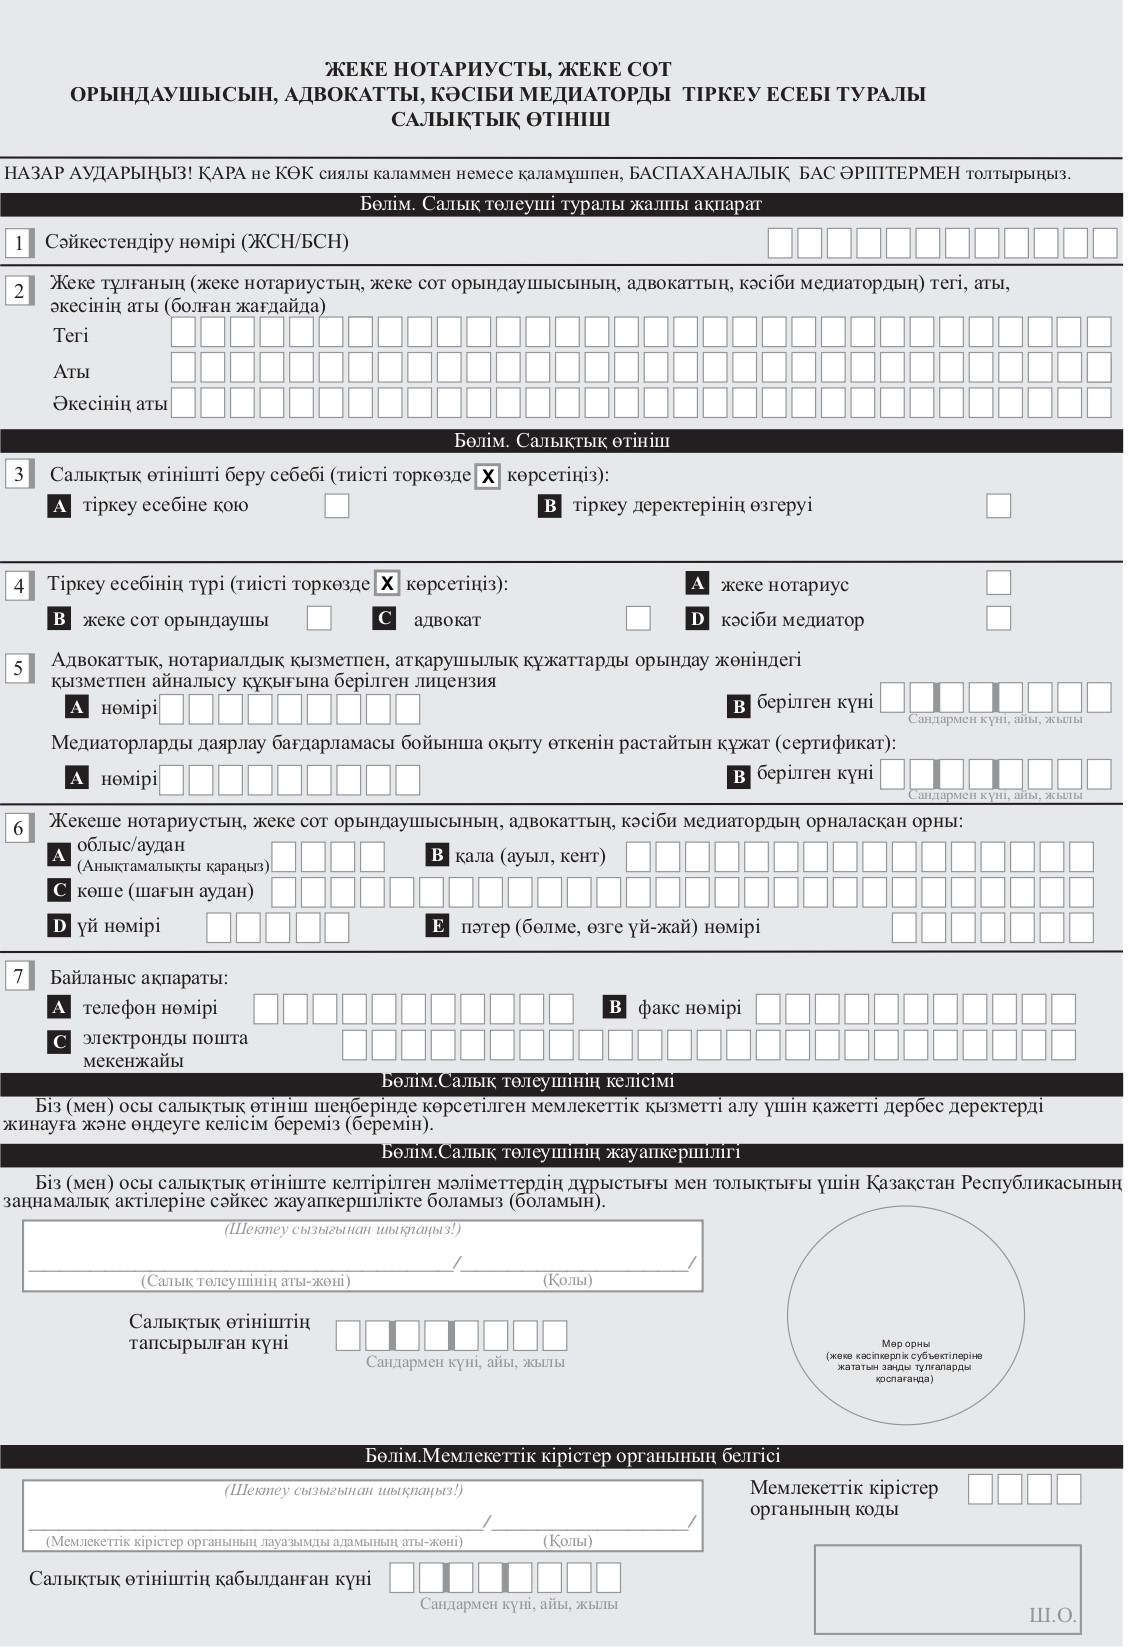 ЖЕКЕ НОТАРИУСТЫ, ЖЕКЕ СОТ
ОРЫНДАУШЫСЫН, АДВОКАТТЫ, КӘСІБИ МЕДИАТОРДЫ ТІРКЕУ ЕСЕБІ ТУРАЛЫ
САЛЫҚТЫҚ ӨТІНІШ
НАЗАР АУДАРЫҢЫЗ! ҚАРА не КӨК сиялы каламмен немесе қаламұшпен, БАСПАХАНАЛЫҚ БАС ӘРІПТЕРМЕН толтырыңыз.
Бөлім. Салық төлеуші туралы жалпы ақпарат
1 Сәйкестендіру нөмірі (ЖСН/БСН)
2 Жеке тұлғаның (жеке нотариустың, жеке сот орындаушысының, адвокаттың, кәсіби медиатордың) тегі, аты,
әкесінің аты (болған жағдайда)
Тегі
Аты
Әкесінің аты
Бөлім. Салықтық өтініш
3 Салықтық өтінішті беру себебі (тиісті торкөзде X көрсетіңіз):
A тіркеу есебіне қою B тіркеу деректерінің өзгеруі
4 Тіркеу есебінің түрі (тиісті торкөзде X көрсетіңіз): A жеке нотариус
B жеке сот орындаушы C адвокат D кәсіби медиатор
5 Адвокаттық, нотариалдық қызметпен, атқарушылық құжаттарды орындау жөніндегі
қызметпен айналысу құқығына берілген лицензия
A нөмірі B берілген күні
Сандармен күні, айы, жылы
Медиаторларды даярлау бағдарламасы бойынша оқыту өткенін растайтын құжат (сертификат):
A нөмірі B берілген күні
Сандармен күні, айы, жылы
6 Жекеше нотариустың, жеке сот орындаушысының, адвокаттың, кәсіби медиатордың орналасқан орны:
A облыс/аудан B қала (ауыл, кент)
(Анықтамалықты қараңыз)
C көше (шағын аудан)
D үй нөмірі E пәтер (бөлме, өзге үй-жай) нөмірі
7 Байланыс ақпараты:
A телефон нөмірі B факс нөмірі
C электронды пошта
мекенжайы
Бөлім.Салық төлеушінің келісімі
Біз (мен) осы салықтық өтініш шеңберінде көрсетілген мемлекеттік қызметті алу үшін қажетті дербес деректерді
жинауға және өңдеуге келісім береміз (беремін).
Бөлім.Салық төлеушінің жауапкершілігі
Біз (мен) осы салықтық өтініште келтірілген мәліметтердің дұрыстығы мен толықтығы үшін Қазақстан Республикасының
заңнамалық актілеріне сәйкес жауапкершілікте боламыз (боламын).
(Шектеу сызығынан шықпаңыз!)
/ /
(Салық төлеушінің аты-жөні) (Қолы)
Салықтық өтініштің
тапсырылған күні
Сандармен күні, айы, жылы
Мөр орны
(жеке кәсіпкерлік субъектілеріне
жататын заңды тұлғаларды
қоспағанда)
Бөлім.Мемлекеттік кірістер органының белгісі
(Шектеу сызығынан шықпаңыз!)
/ /
(Мемлекеттік кірістер органының лауазымды адамының аты-жөні) (Қолы)
Мемлекеттік кірістер
органының коды
Салықтық өтініштің қабылданған күні
Сандармен күні, айы, жылы
Ш.О.